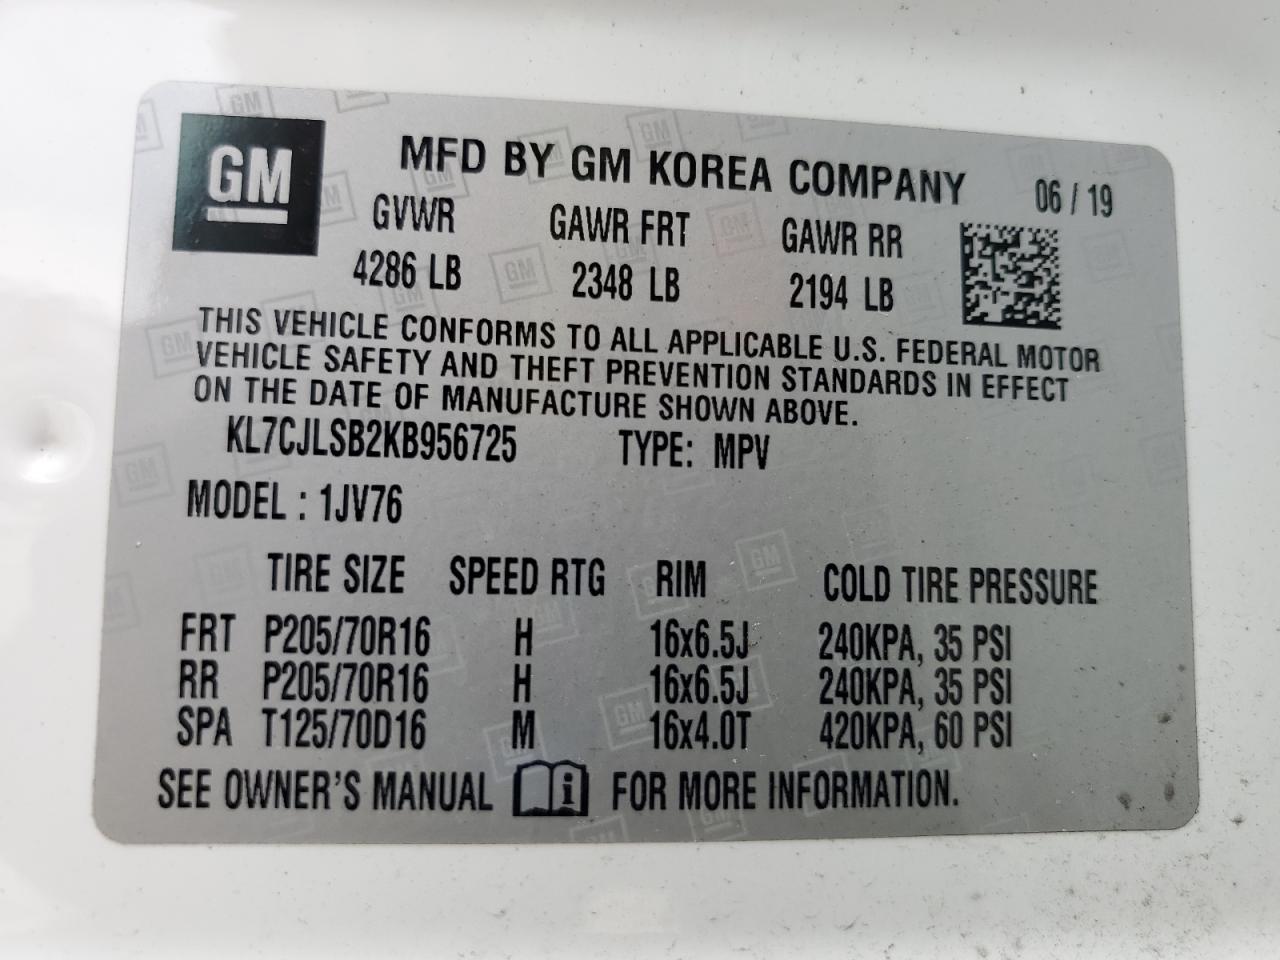 GM
MFD BY GM KOREA COMPANY 06 / 19
GVWR GAWR FRT GAWR RR
4286 LB 2348 LB 2194 LB
THIS VEHICLE CONFORMS TO ALL APPLICABLE U.S. FEDERAL MOTOR
VEHICLE SAFETY AND THEFT PREVENTION STANDARDS IN EFFECT
ON THE DATE OF MANUFACTURE SHOWN ABOVE.
KL7CJLSB2KB956725 TYPE: MPV
MODEL : 1JV76
TIRE SIZE SPEED RTG RIM COLD TIRE PRESSURE
FRT P205/70R16 H 16x6.5J 240KPA, 35 PSI
RR P205/70R16 H 16x6.5J 240KPA, 35 PSI
SPA T125/70D16 M 16x4.0T 420KPA, 60 PSI
SEE OWNER'S MANUAL i FOR MORE INFORMATION.